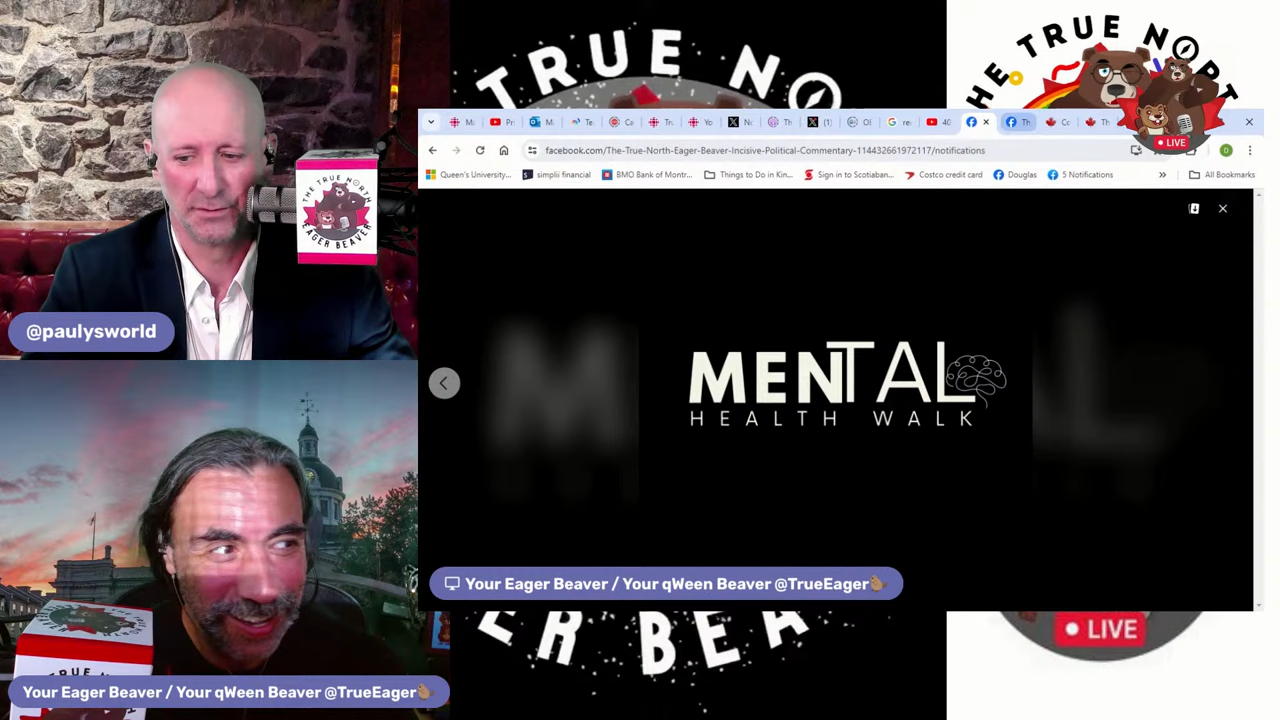 THE TRUE NORTH
EAGER BEAVER
@paulysworld
TRUE NO
THE TRUE NORT
LIVE
facebook.com/The-True-North-Eager-Beaver-Incisive-Political-Commentary-114432661972117/notifications
Queen's University...
simplii financial
BMO Bank of Montr...
Things to Do in Kin...
Sign in to Scotiaban...
Costco credit card
Douglas
5 Notifications
»
All Bookmarks
MENTAL
HEALTH WALK
Your Eager Beaver / Your qWeen Beaver @TrueEager
ER BEA
LIVE
TRUE N
Your Eager Beaver / Your qWeen Beaver @TrueEager